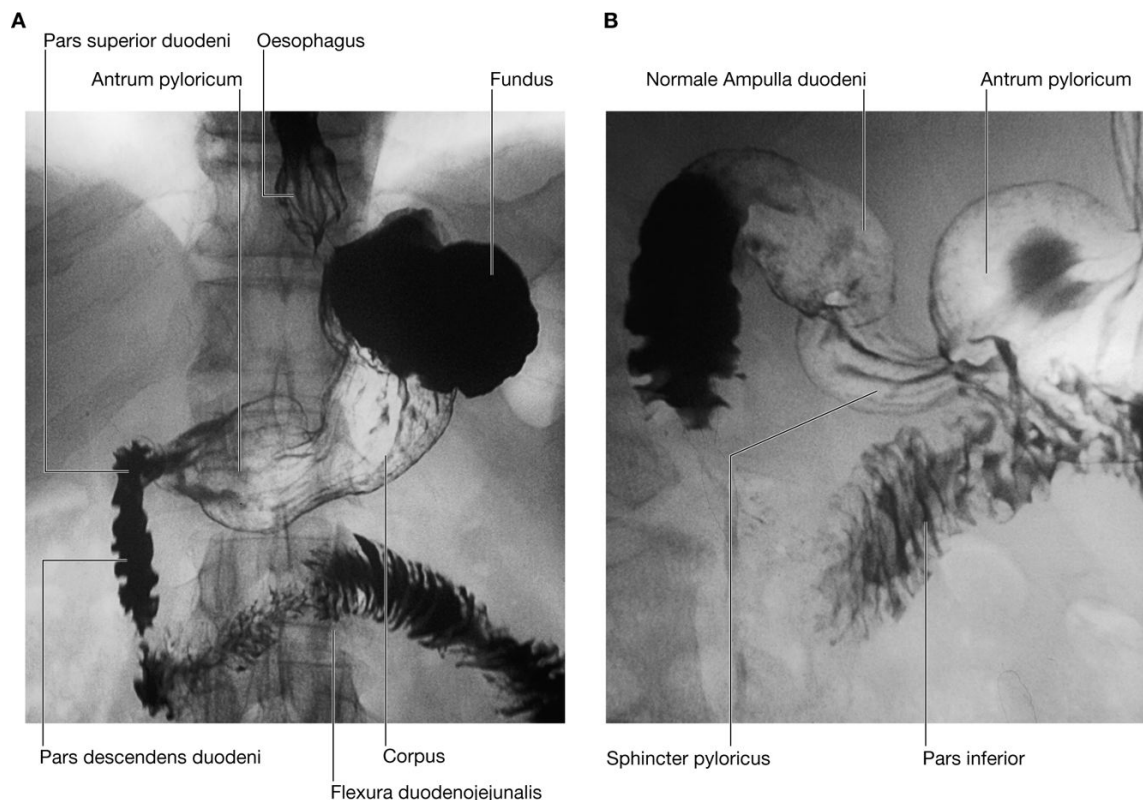 A
Pars superior duodeni
Oesophagus
Antrum pyloricum
Fundus
Pars descendens duodeni
Corpus
Flexura duodenojejunalis
B
Normale Ampulla duodeni
Antrum pyloricum
Sphincter pyloricus
Pars inferior